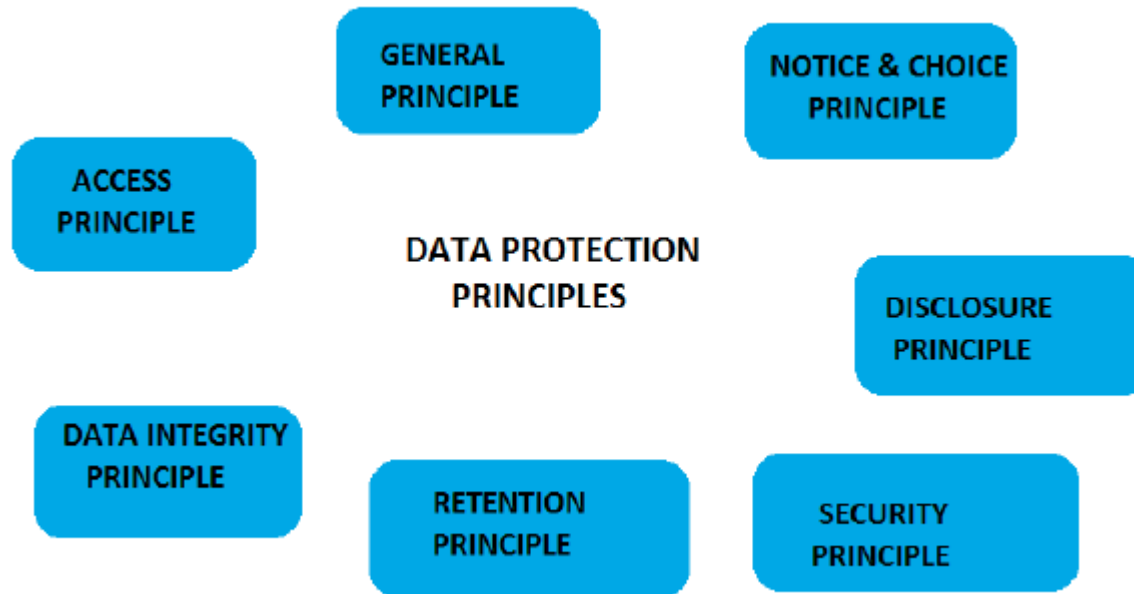 GENERAL
PRINCIPLE
NOTICE & CHOICE
PRINCIPLE
ACCESS
PRINCIPLE
DATA PROTECTION
PRINCIPLES
DISCLOSURE
PRINCIPLE
DATA INTEGRITY
PRINCIPLE
RETENTION
PRINCIPLE
SECURITY
PRINCIPLE